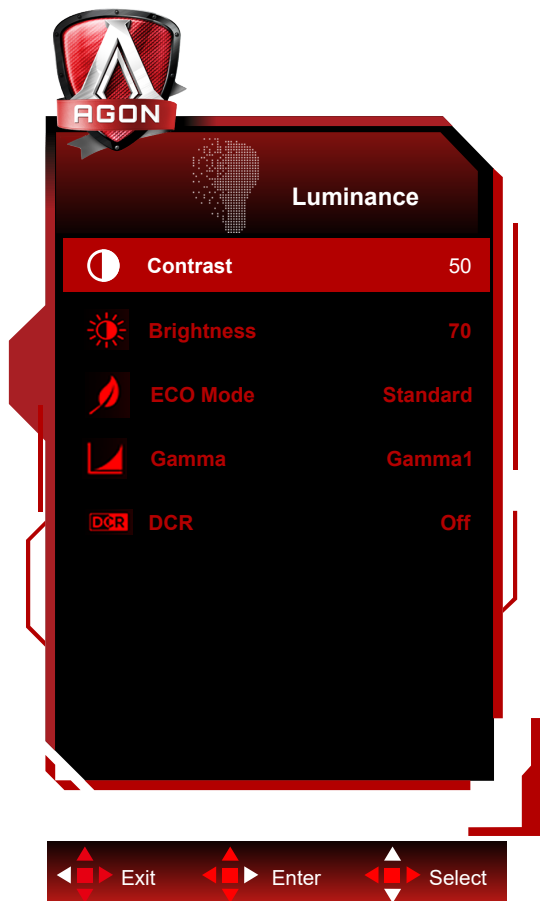 AGON
Luminance
Contrast 50
Brightness 70
ECO Mode Standard
Gamma Gamma1
DCR DCR Off
Exit Enter Select